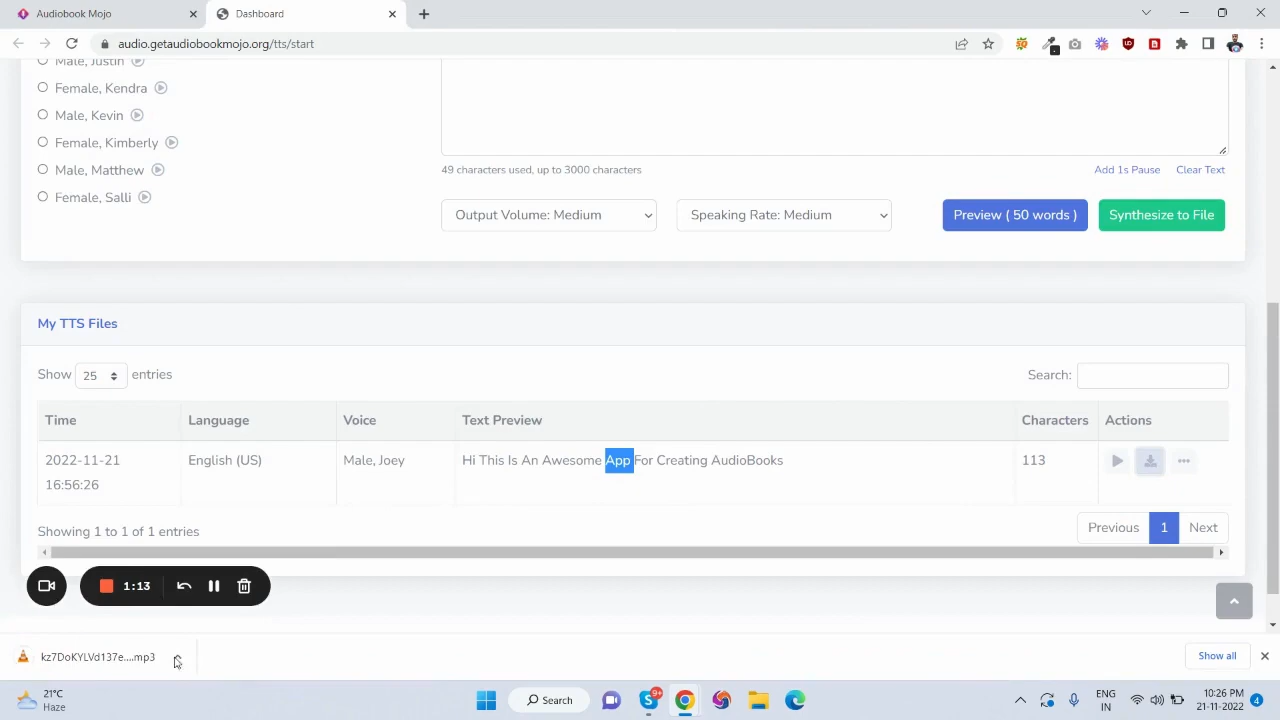 Audiobook Mojo
Dashboard
audio.getaudiobookmojo.org/tts/start
Male, Justin
Female, Kendra
Male, Kevin
Female, Kimberly
Male, Matthew
Female, Salli
49 characters used, up to 3000 characters
Add 1s Pause
Clear Text
Output Volume: Medium
Speaking Rate: Medium
Preview ( 50 words )
Synthesize to File
My TTS Files
Show 25 entries
Search:
Time Language Voice Text Preview Characters Actions
2022-11-21 English (US) Male, Joey Hi This Is An Awesome App For Creating AudioBooks 113
16:56:26
Showing 1 to 1 of 1 entries
Previous 1 Next
1:13
kz7DoKYLVd137e....mp3
Show all
21°C
Haze
Search
9+
ENG
IN
10:26 PM
21-11-2022
4